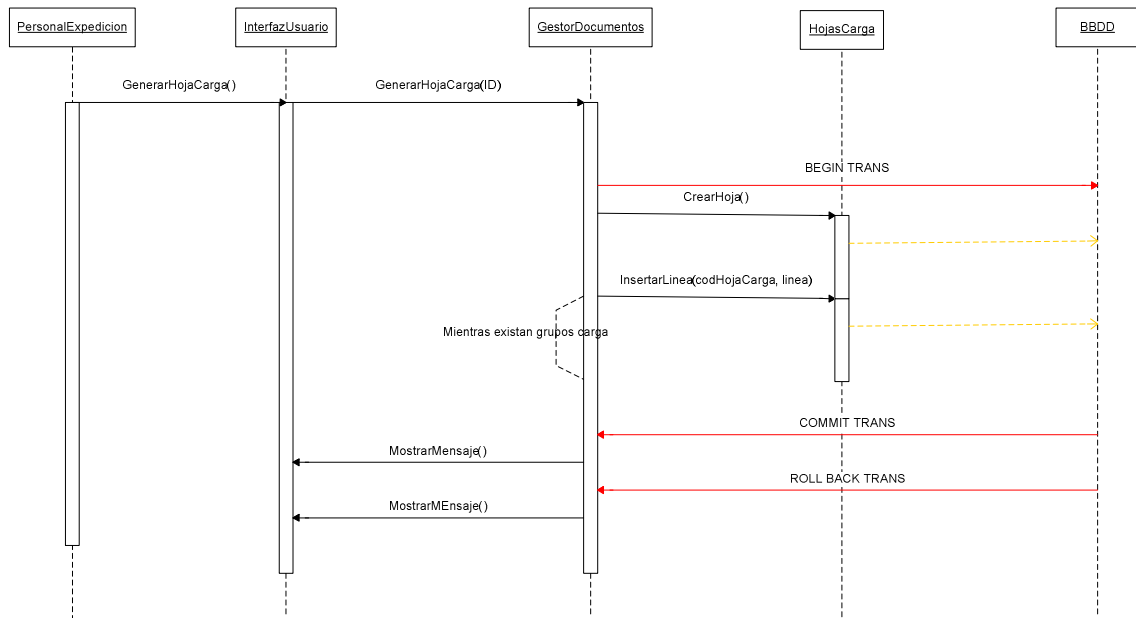 PersonalExpedicion
InterfazUsuario
GestorDocumentos
HojasCarga
BBDD
GenerarHojaCarga()
GenerarHojaCarga(ID)
BEGIN TRANS
CrearHoja()
InsertarLinea(codHojaCarga, linea)
Mientras existan grupos carga
COMMIT TRANS
MostrarMensaje()
ROLL BACK TRANS
MostrarMEnsaje()